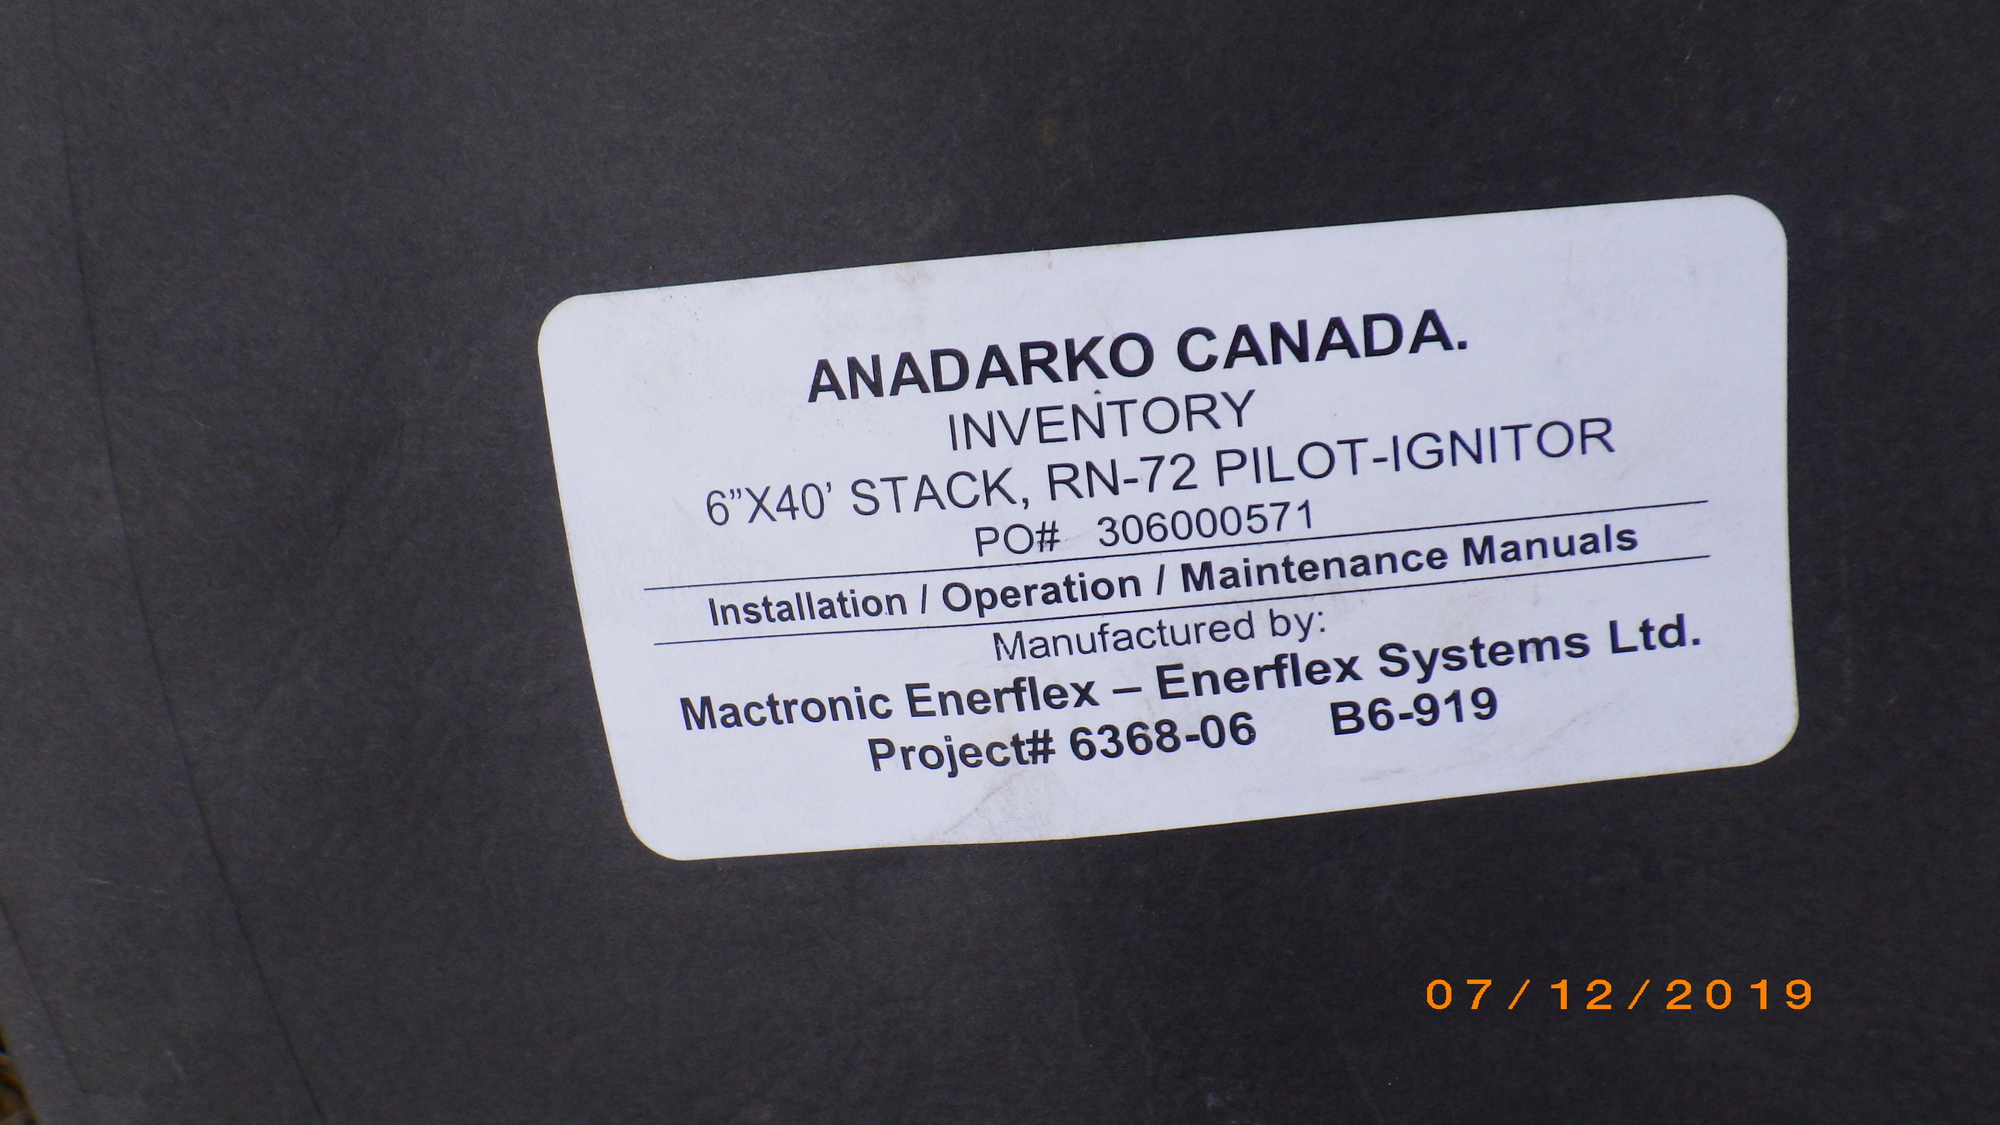 ANADARKO CANADA.
INVENTORY
6”X40’ STACK, RN-72 PILOT-IGNITOR
PO# 306000571
Installation / Operation / Maintenance Manuals
Manufactured by:
Mactronic Enerflex – Enerflex Systems Ltd.
Project# 6368-06 B6-919
07/12/2019